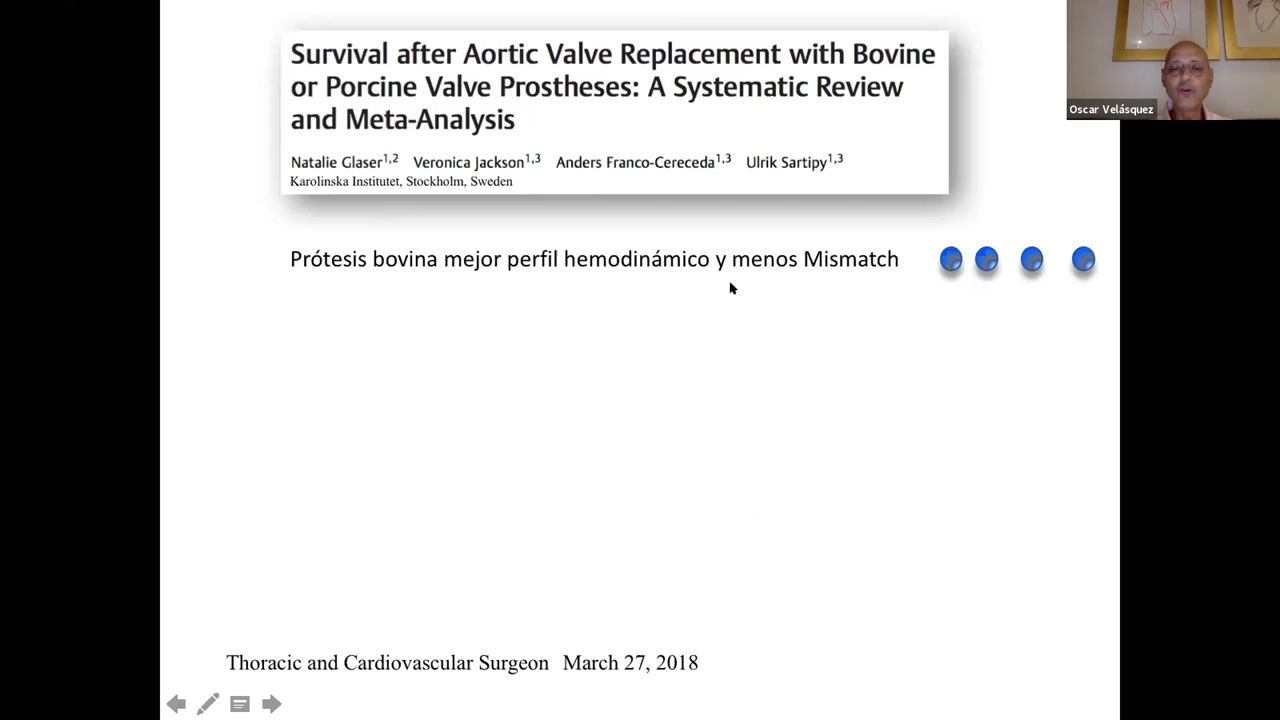 Survival after Aortic Valve Replacement with Bovine
or Porcine Valve Prostheses: A Systematic Review
and Meta-Analysis
Natalie Glaser1,2 Veronica Jackson1,3 Anders Franco-Cereceda1,3 Ulrik Sartipy1,3
Karolinska Institutet, Stockholm, Sweden
Oscar Velásquez
Prótesis bovina mejor perfil hemodinámico y menos Mismatch
Thoracic and Cardiovascular Surgeon March 27, 2018